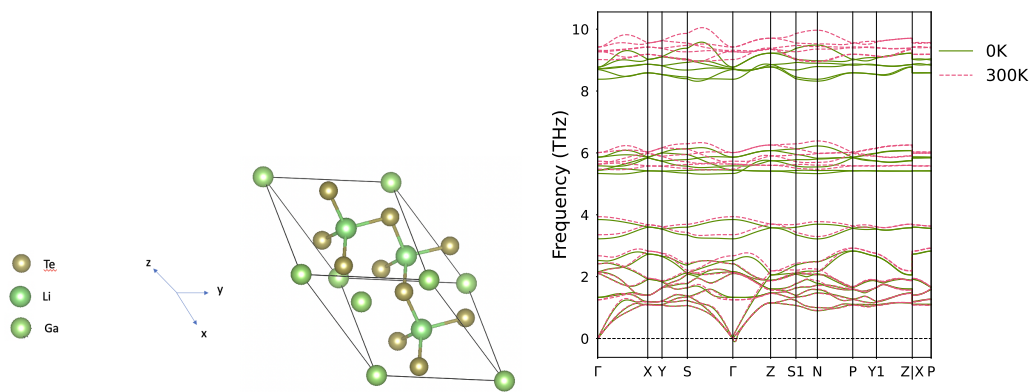 Te
Li
Ga
z
y
x
Frequency (THz)
10
8
6
4
2
0
Γ X Y S Γ Z S1 N P Y1 Z|X P
0K
300K